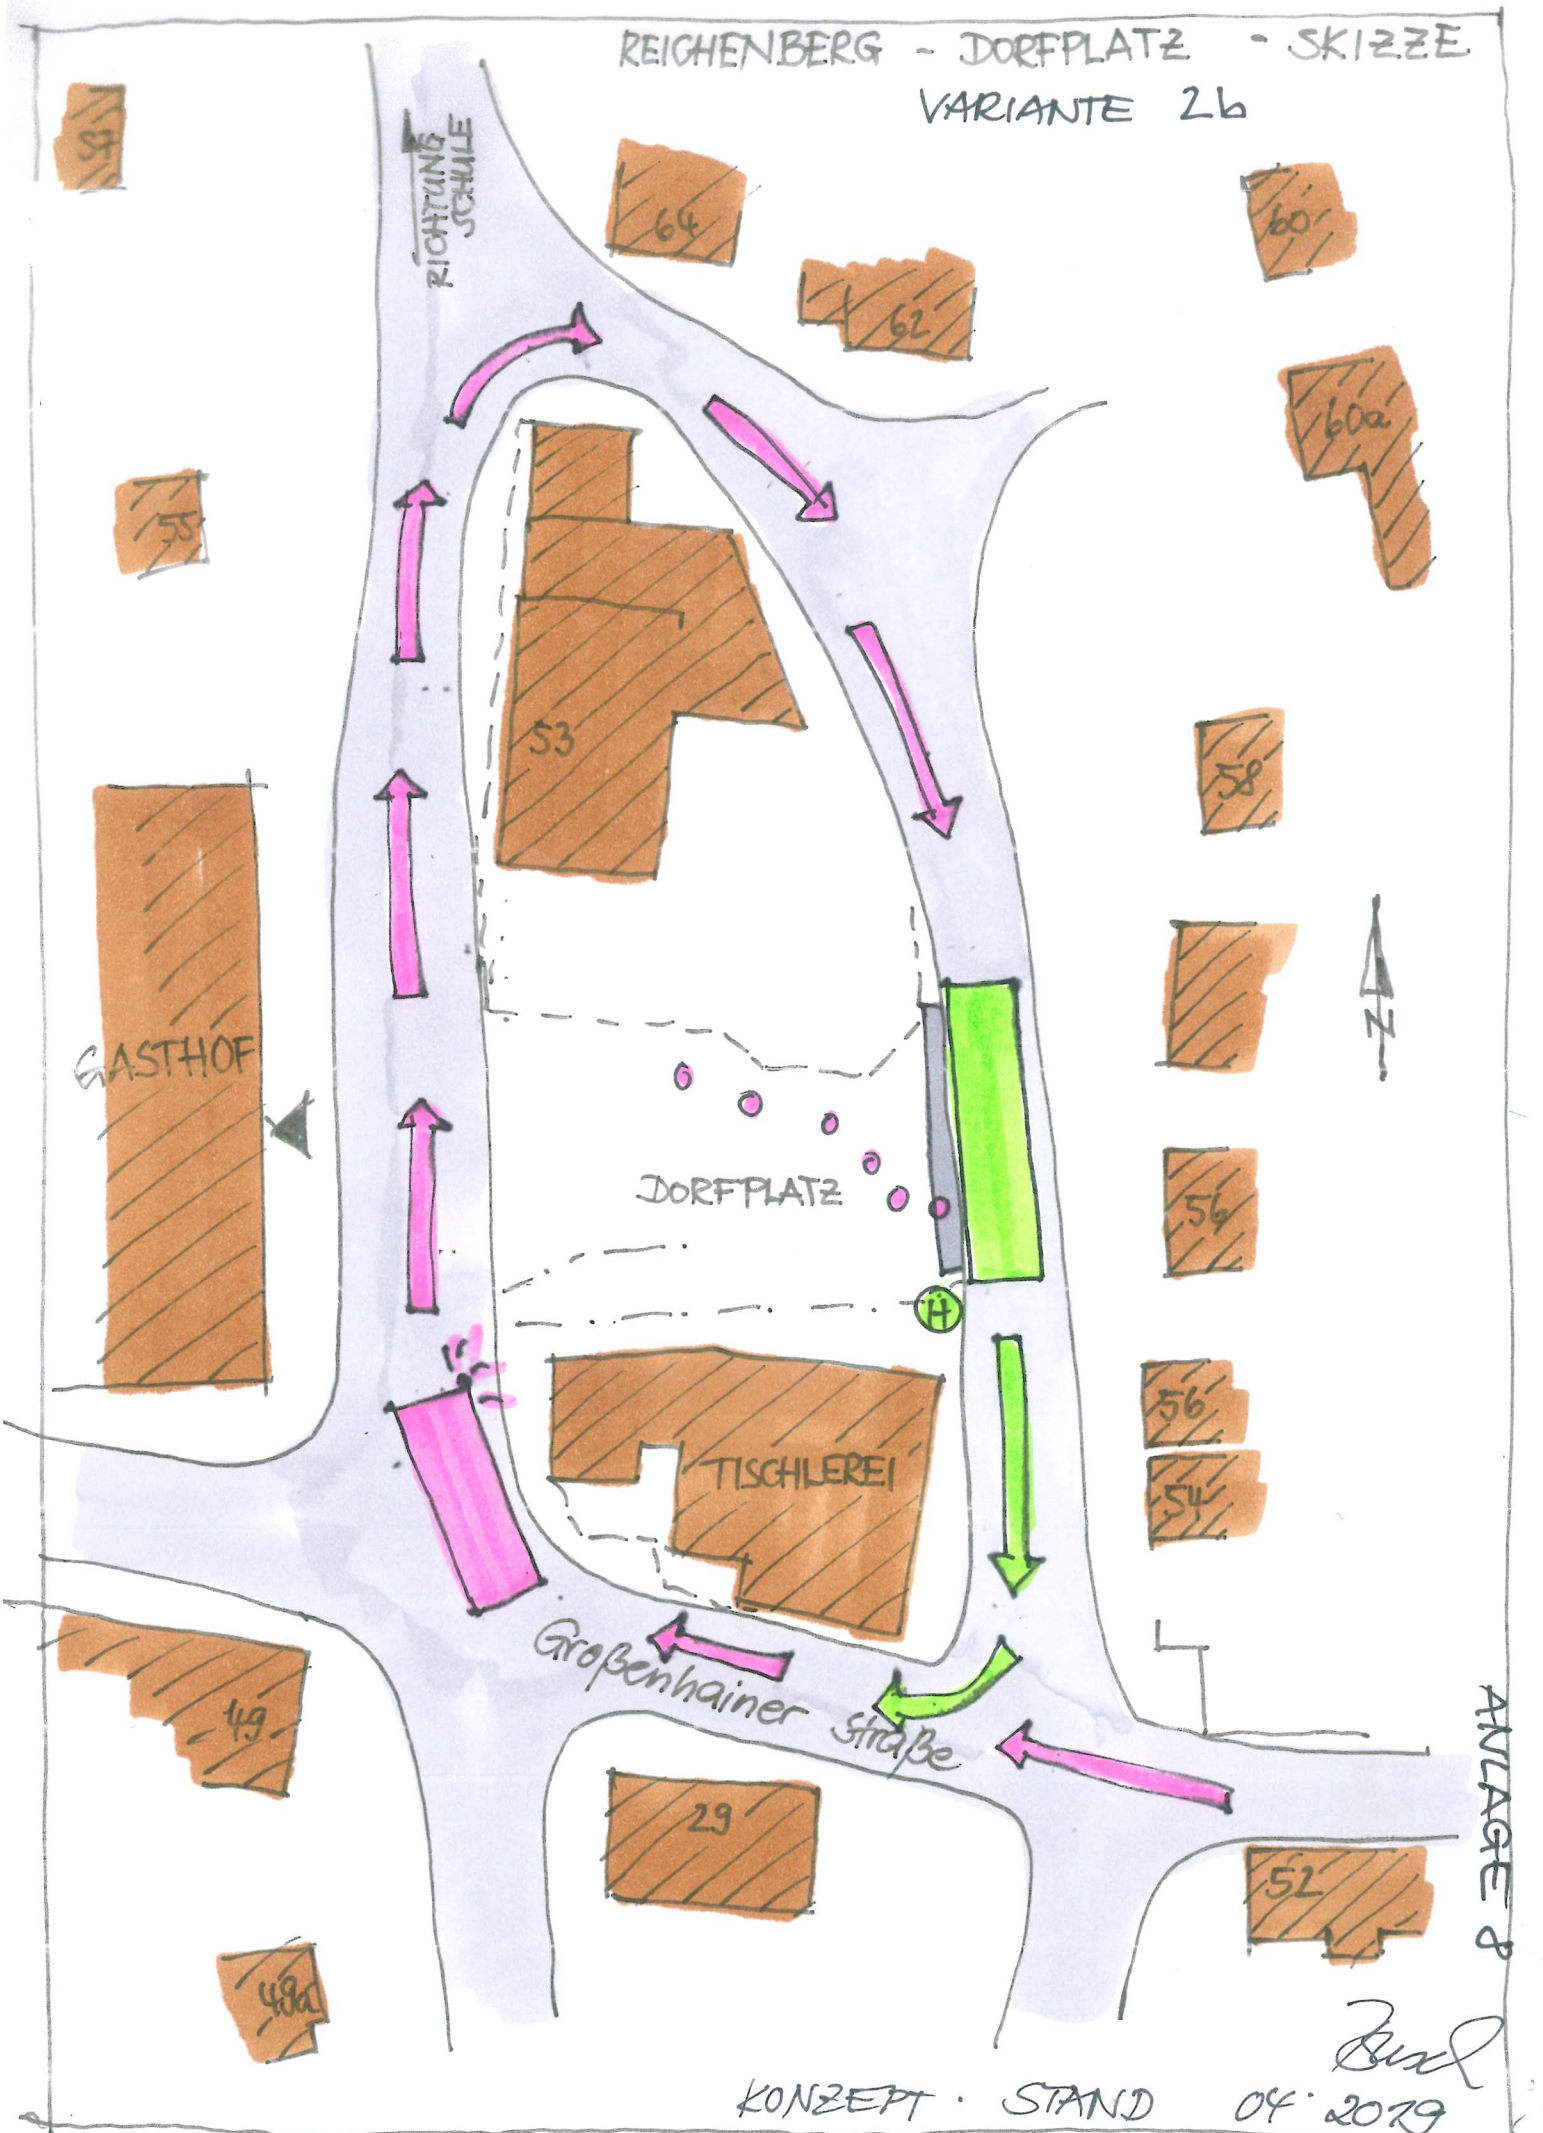 REICHENBERG - DORFPLATZ - SKIZZE
VARIANTE 2b
RICHTUNG
SCHULE
57
64
60
62
60a
55
53
58
GASTHOF
N
DORFPLATZ
56
H
56
TISCHLEREI
54
Großenhainer Straße
49
29
52
ANLAGE 8
49a
KONZEPT · STAND 04·2019